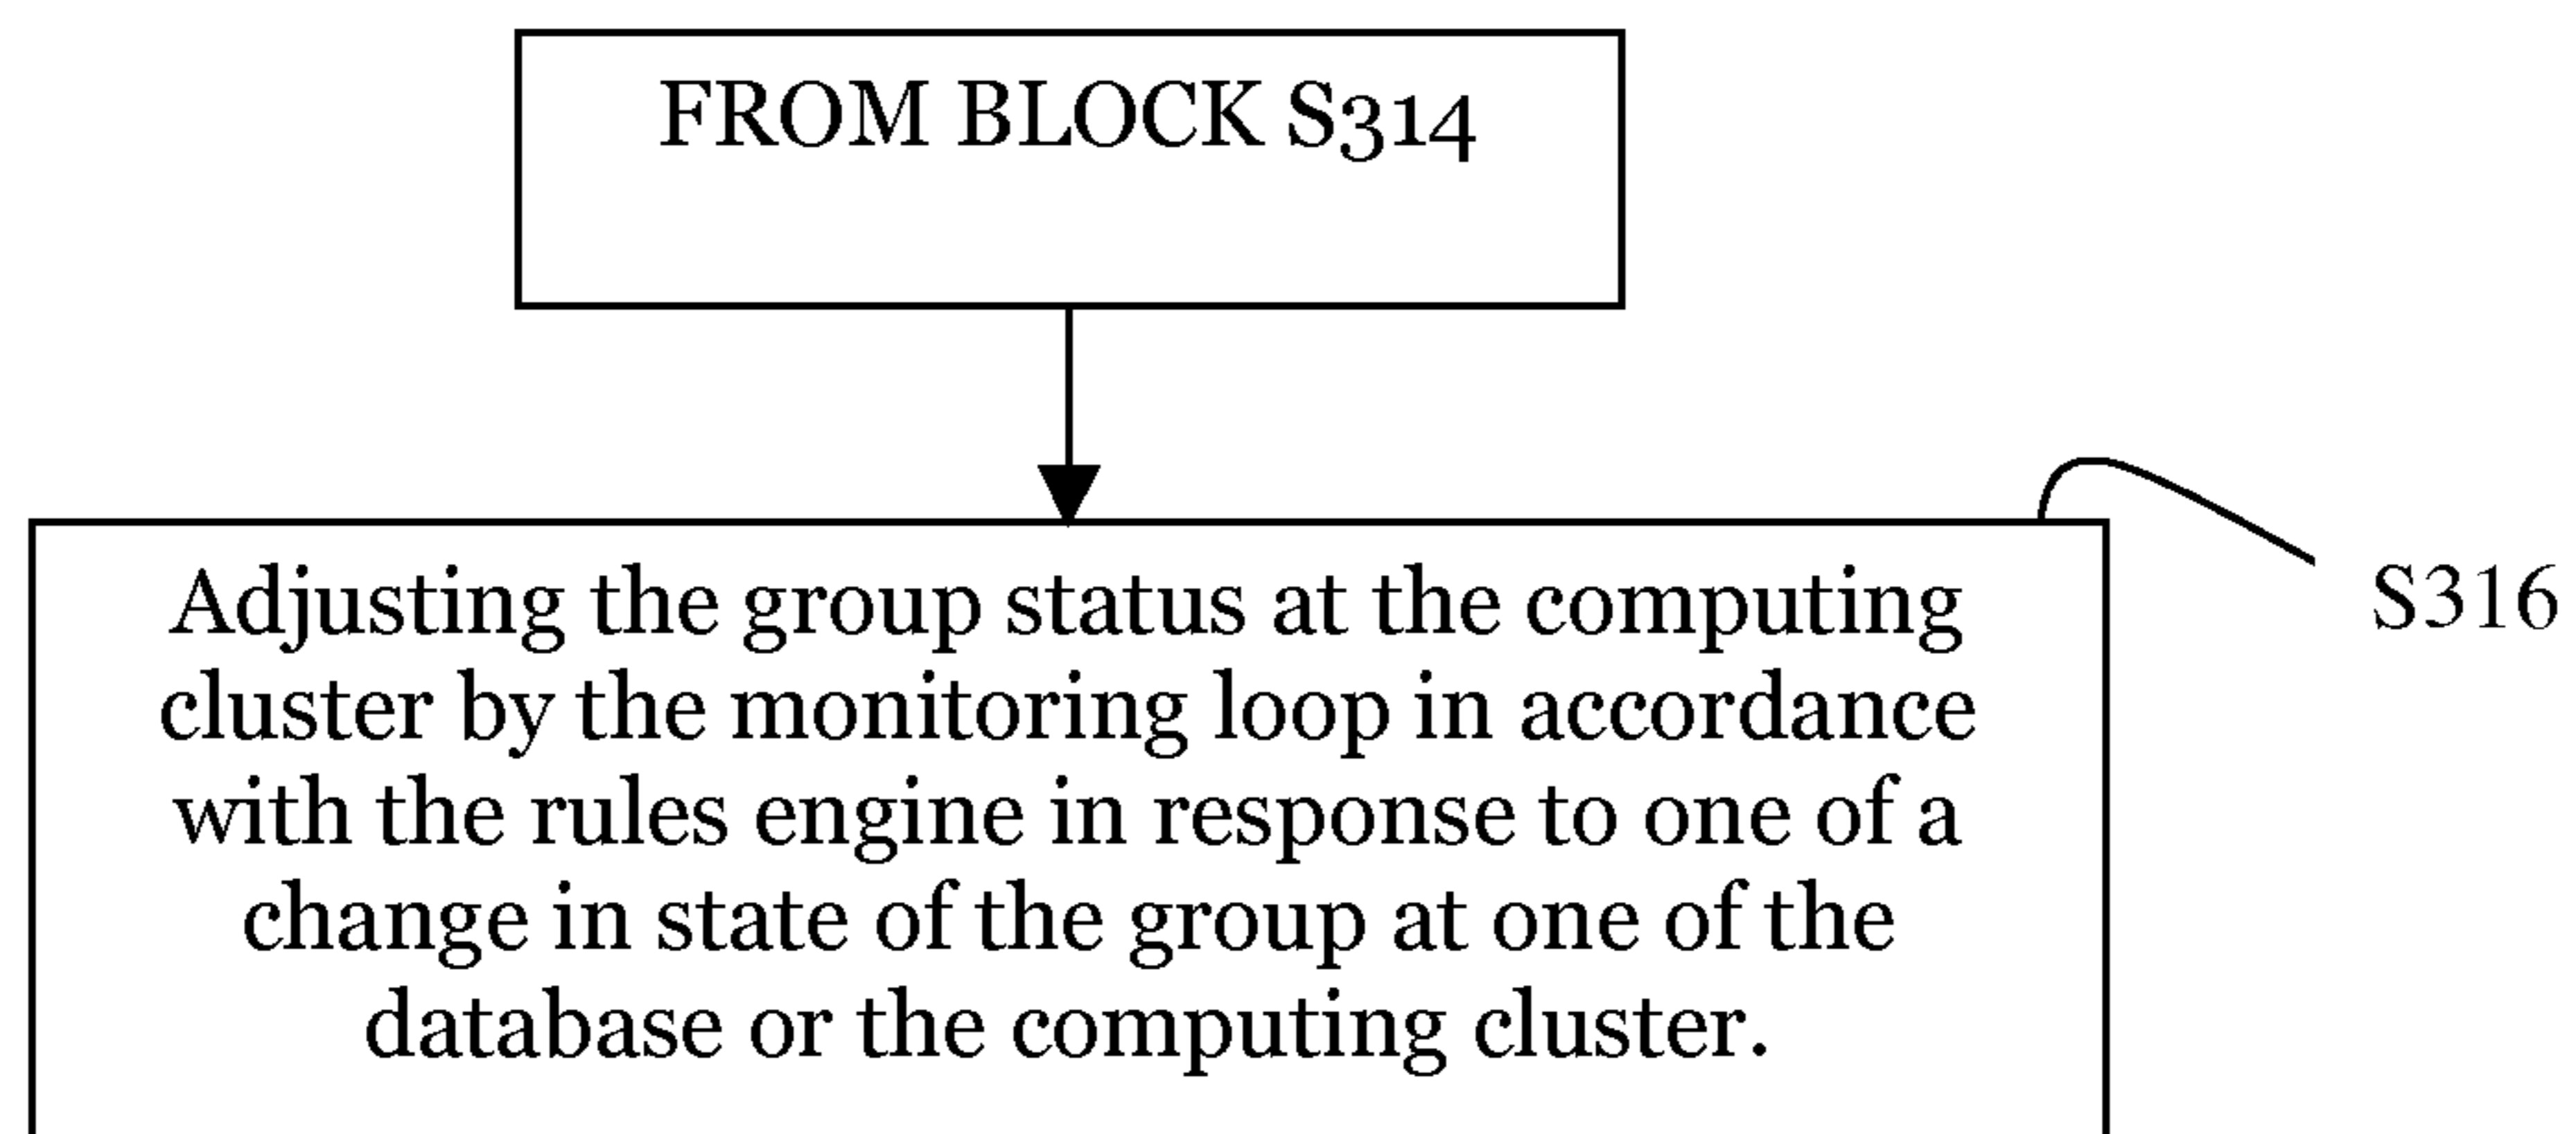 FROM BLOCK S314
Adjusting the group status at the computing
cluster by the monitoring loop in accordance
with the rules engine in response to one of a
change in state of the group at one of the
database or the computing cluster.
S316